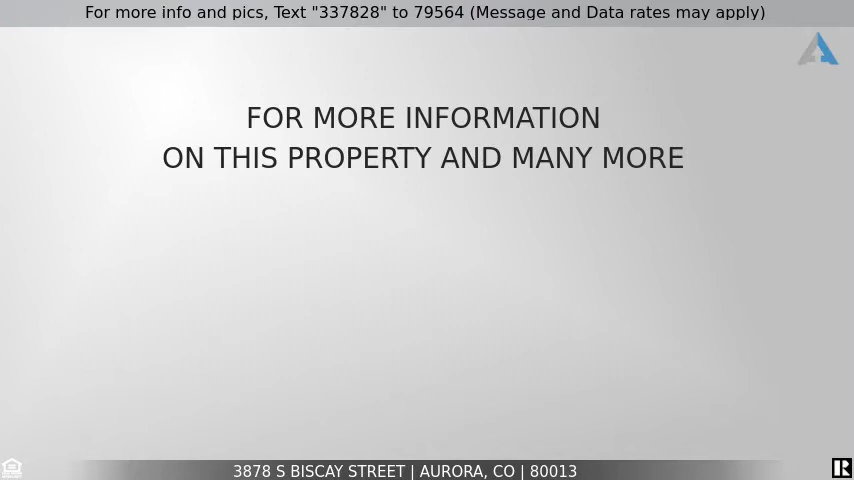 For more info and pics, Text "337828" to 79564 (Message and Data rates may apply)
FOR MORE INFORMATION
ON THIS PROPERTY AND MANY MORE
3878 S BISCAY STREET | AURORA, CO | 80013